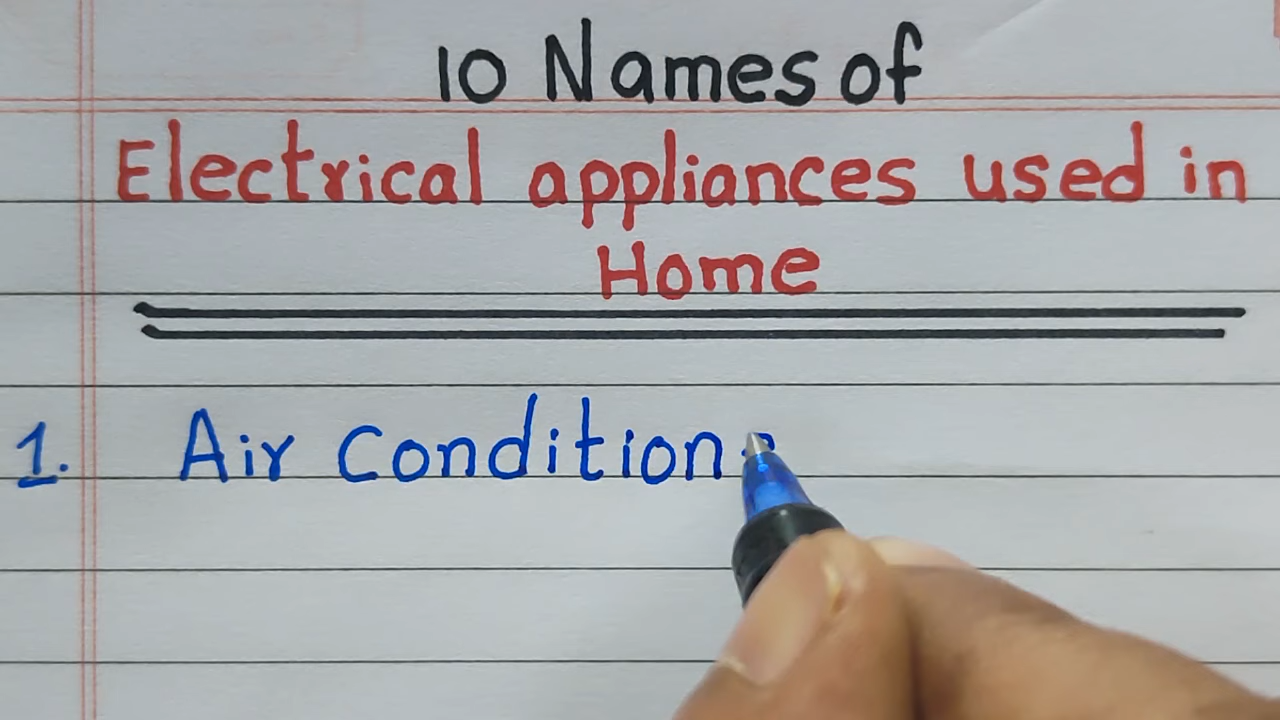 10 Names of
Electrical appliances used in
Home
1. Air Condition